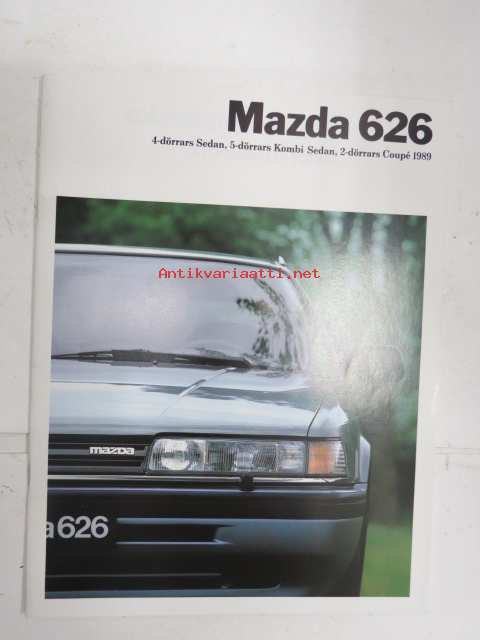 Mazda 626
4-dörrars Sedan, 5-dörrars Kombi Sedan, 2-dörrars Coupé 1989
Antikvariaatti.net
mazda
a 626